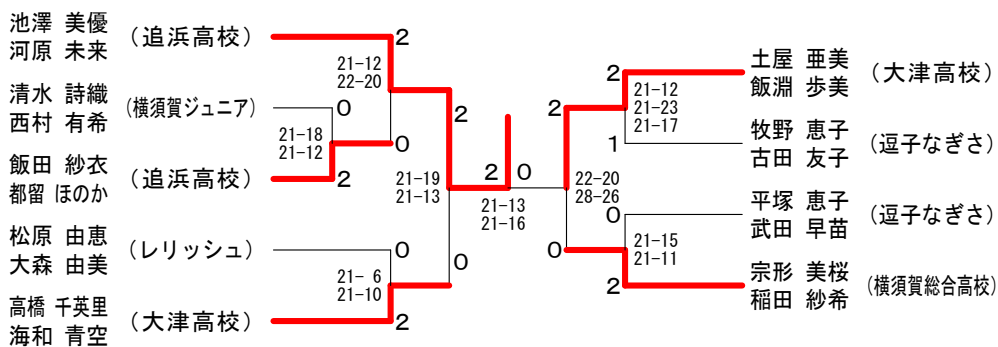 池澤 美優
河原 未来
(追浜高校)
2
21-12
22-20
清水 詩織
西村 有希
(横須賀ジュニア)
0
21-18
21-12
0
飯田 紗衣
都留 ほのか
(追浜高校)
2
2
21-19
21-13
松原 由恵
大森 由美
(レリッシュ)
0
0
21- 6
21-10
高橋 千英里
海和 青空
(大津高校)
2
2 0
21-13
21-16
土屋 亜美
飯淵 歩美
(大津高校)
2
21-12
21-23
21-17
2
牧野 恵子
古田 友子
(逗子なぎさ)
1
22-20
28-26
平塚 恵子
武田 早苗
(逗子なぎさ)
0
0
21-15
21-11
宗形 美桜
稲田 紗希
(横須賀総合高校)
2